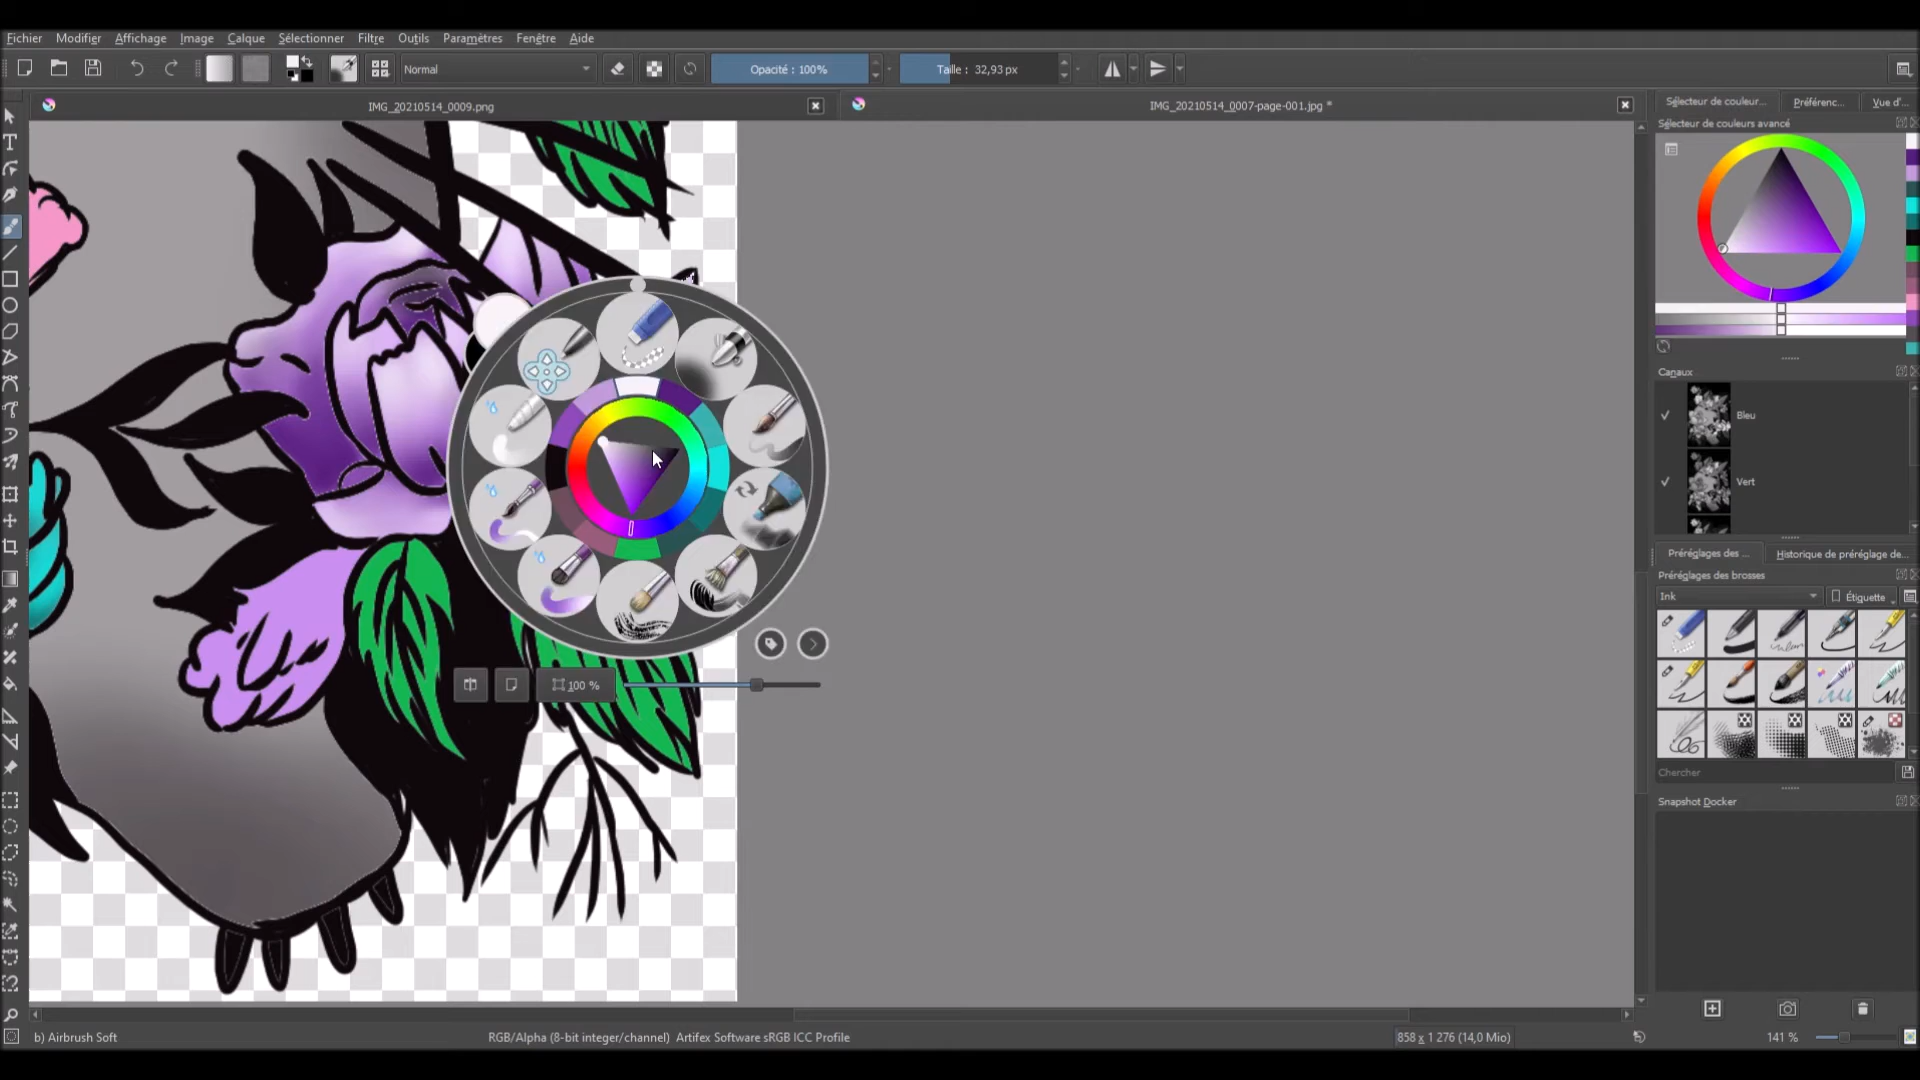 Fichier Modifier Affichage Image Calque Sélectionner Filtre Outils Paramètres Fenêtre Aide
Normal Opacité : 100% Taille : 32,93 px
IMG_20210514_0009.png IMG_20210514_0007-page-001.jpg *
Sélecteur de couleur... Préférenc... Vue d'...
Sélecteur de couleurs avancé
Canaux
Bleu
Vert
Préréglages des ... Historique de préréglage de...
Préréglages des brosses
Ink Étiquette
Chercher
Snapshot Docker
100 %
b) Airbrush Soft RGB/Alpha (8-bit integer/channel) Artifex Software sRGB ICC Profile 858 x 1 276 (14,0 Mio) 141 %